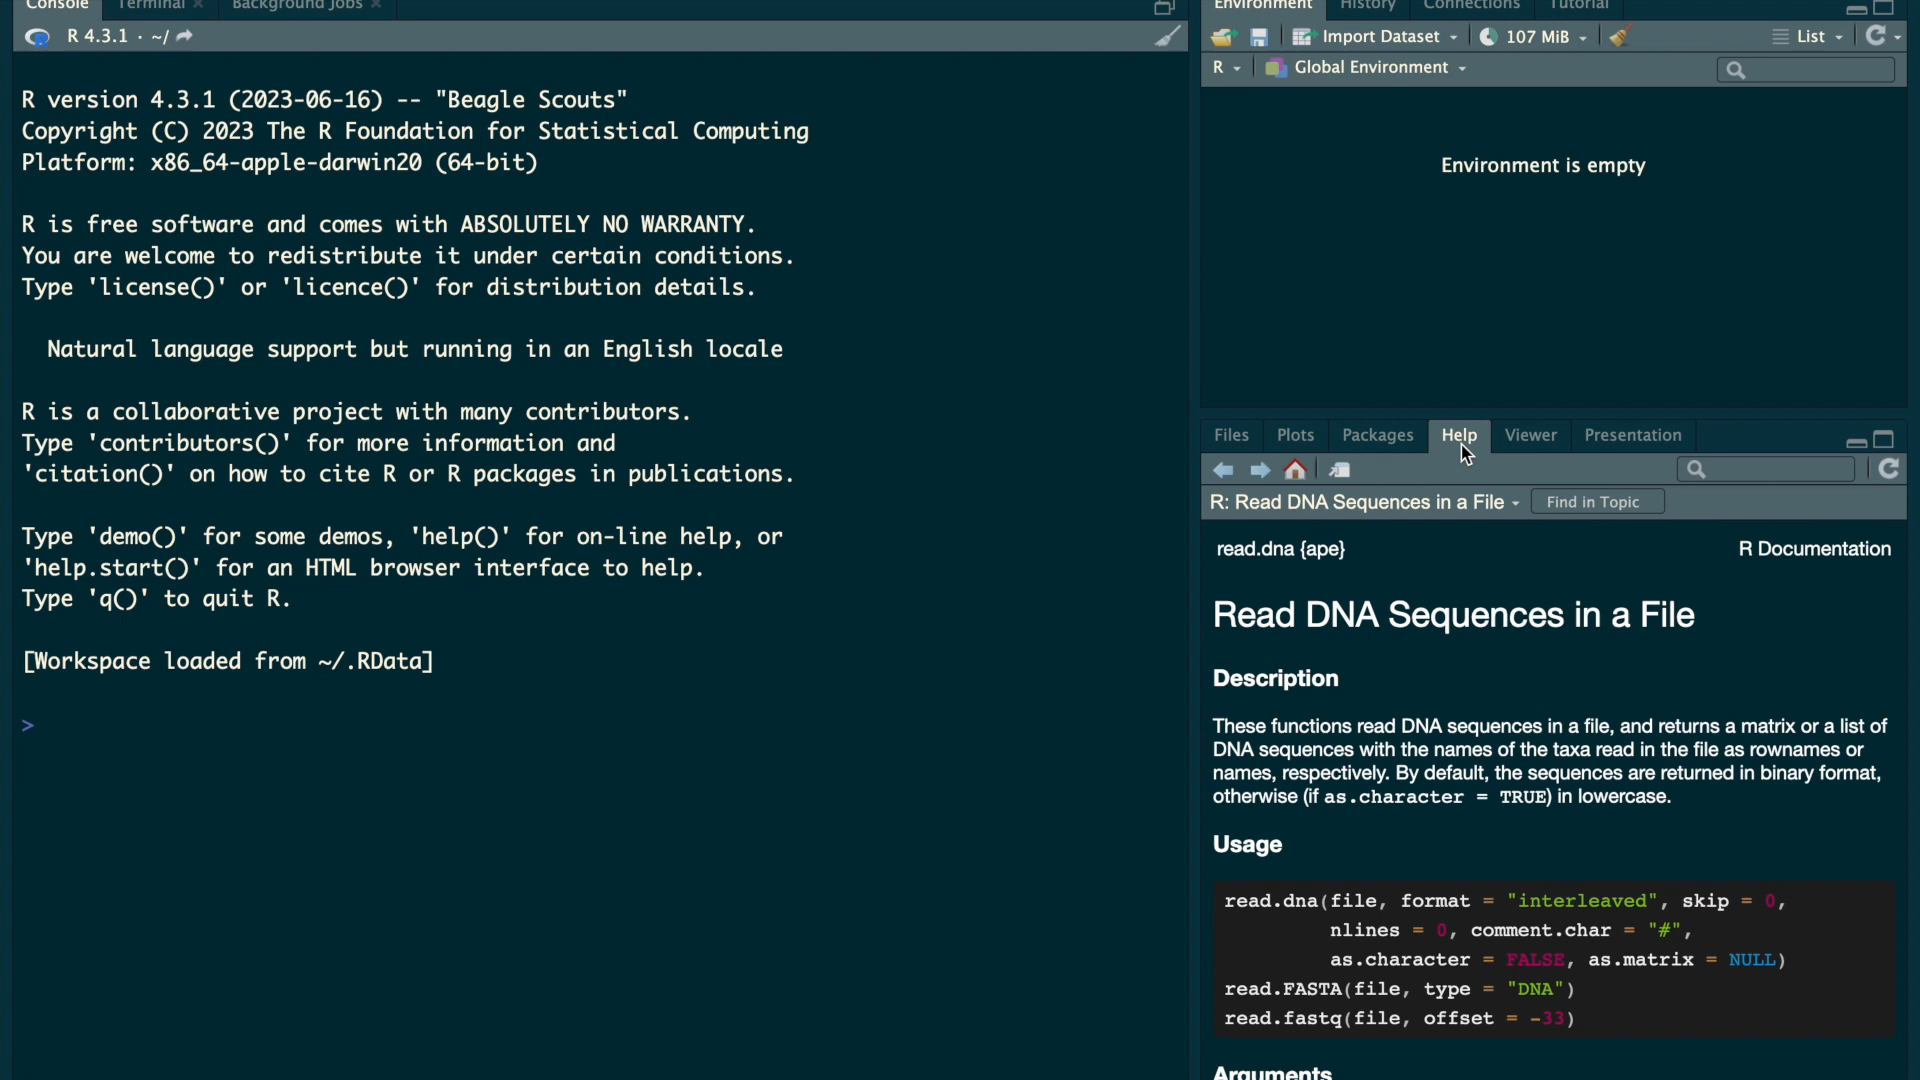 Console Terminal Background Jobs
R 4.3.1 · ~/
R version 4.3.1 (2023-06-16) -- "Beagle Scouts"
Copyright (C) 2023 The R Foundation for Statistical Computing
Platform: x86_64-apple-darwin20 (64-bit)
R is free software and comes with ABSOLUTELY NO WARRANTY.
You are welcome to redistribute it under certain conditions.
Type 'license()' or 'licence()' for distribution details.
Natural language support but running in an English locale
R is a collaborative project with many contributors.
Type 'contributors()' for more information and
'citation()' on how to cite R or R packages in publications.
Type 'demo()' for some demos, 'help()' for on-line help, or
'help.start()' for an HTML browser interface to help.
Type 'q()' to quit R.
[Workspace loaded from ~/.RData]
>
Environment History Connections Tutorial
Import Dataset 107 MiB List
R Global Environment
Environment is empty
Files Plots Packages Help Viewer Presentation
R: Read DNA Sequences in a File Find in Topic
read.dna {ape} R Documentation
Read DNA Sequences in a File
Description
These functions read DNA sequences in a file, and returns a matrix or a list of
DNA sequences with the names of the taxa read in the file as rownames or
names, respectively. By default, the sequences are returned in binary format,
otherwise (if as.character = TRUE) in lowercase.
Usage
read.dna(file, format = "interleaved", skip = 0,
nlines = 0, comment.char = "#",
as.character = FALSE, as.matrix = NULL)
read.FASTA(file, type = "DNA")
read.fastq(file, offset = -33)
Arguments